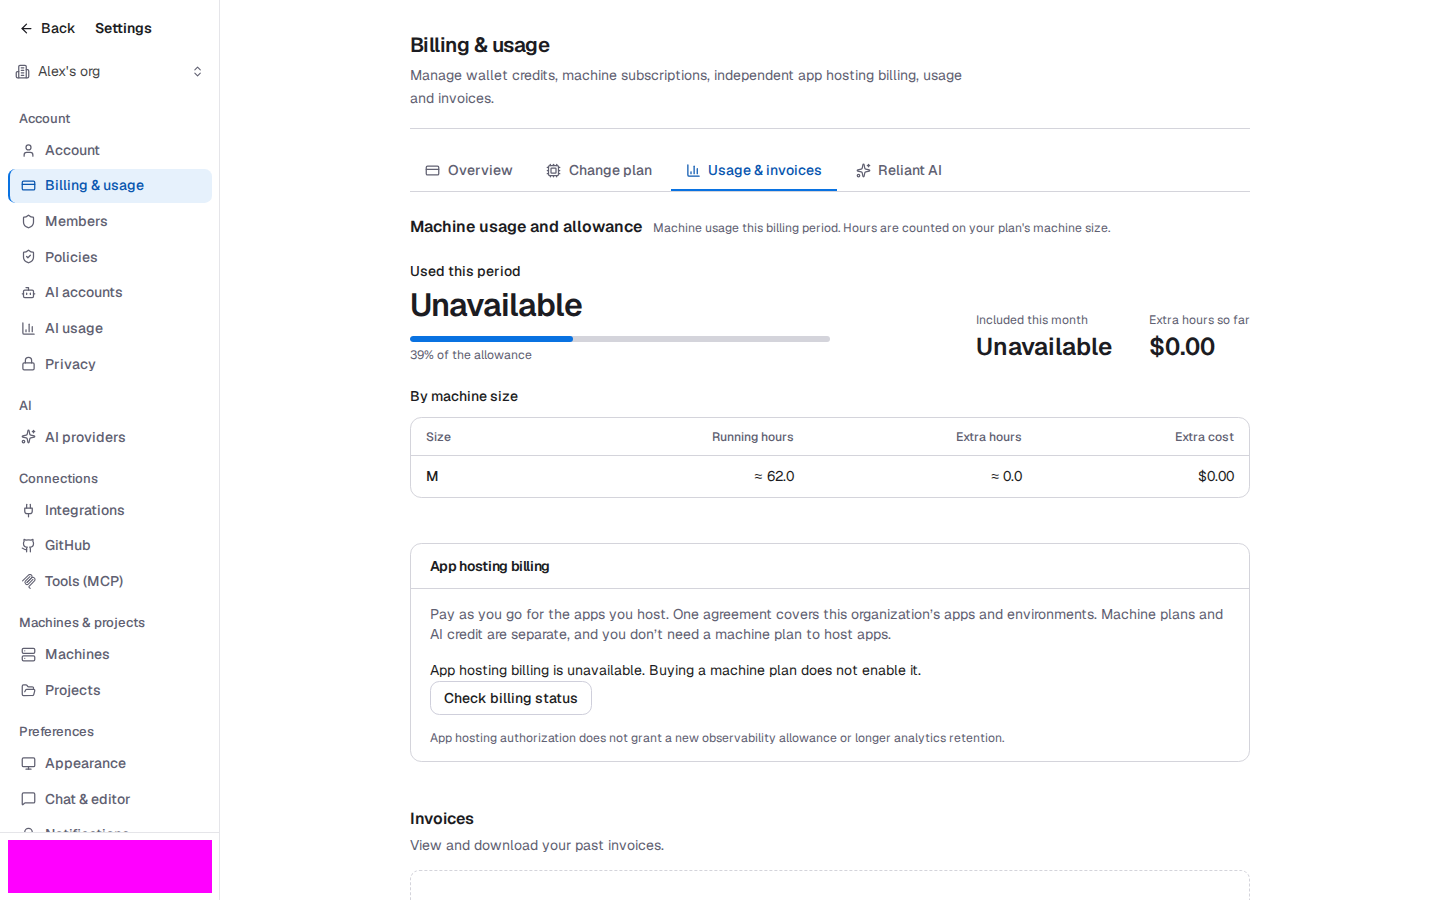 Back Settings
Alex's org
Account
Account
Billing & usage
Members
Policies
AI accounts
AI usage
Privacy
AI
AI providers
Connections
Integrations
GitHub
Tools (MCP)
Machines & projects
Machines
Projects
Preferences
Appearance
Chat & editor
Billing & usage
Manage wallet credits, machine subscriptions, independent app hosting billing, usage
and invoices.
Overview Change plan Usage & invoices Reliant AI
Machine usage and allowance Machine usage this billing period. Hours are counted on your plan's machine size.
Used this period
Unavailable
39% of the allowance
Included this month Extra hours so far
Unavailable $0.00
By machine size
Size Running hours Extra hours Extra cost
M ≈ 62.0 ≈ 0.0 $0.00
App hosting billing
Pay as you go for the apps you host. One agreement covers this organization's apps and environments. Machine plans and
AI credit are separate, and you don't need a machine plan to host apps.
App hosting billing is unavailable. Buying a machine plan does not enable it.
Check billing status
App hosting authorization does not grant a new observability allowance or longer analytics retention.
Invoices
View and download your past invoices.